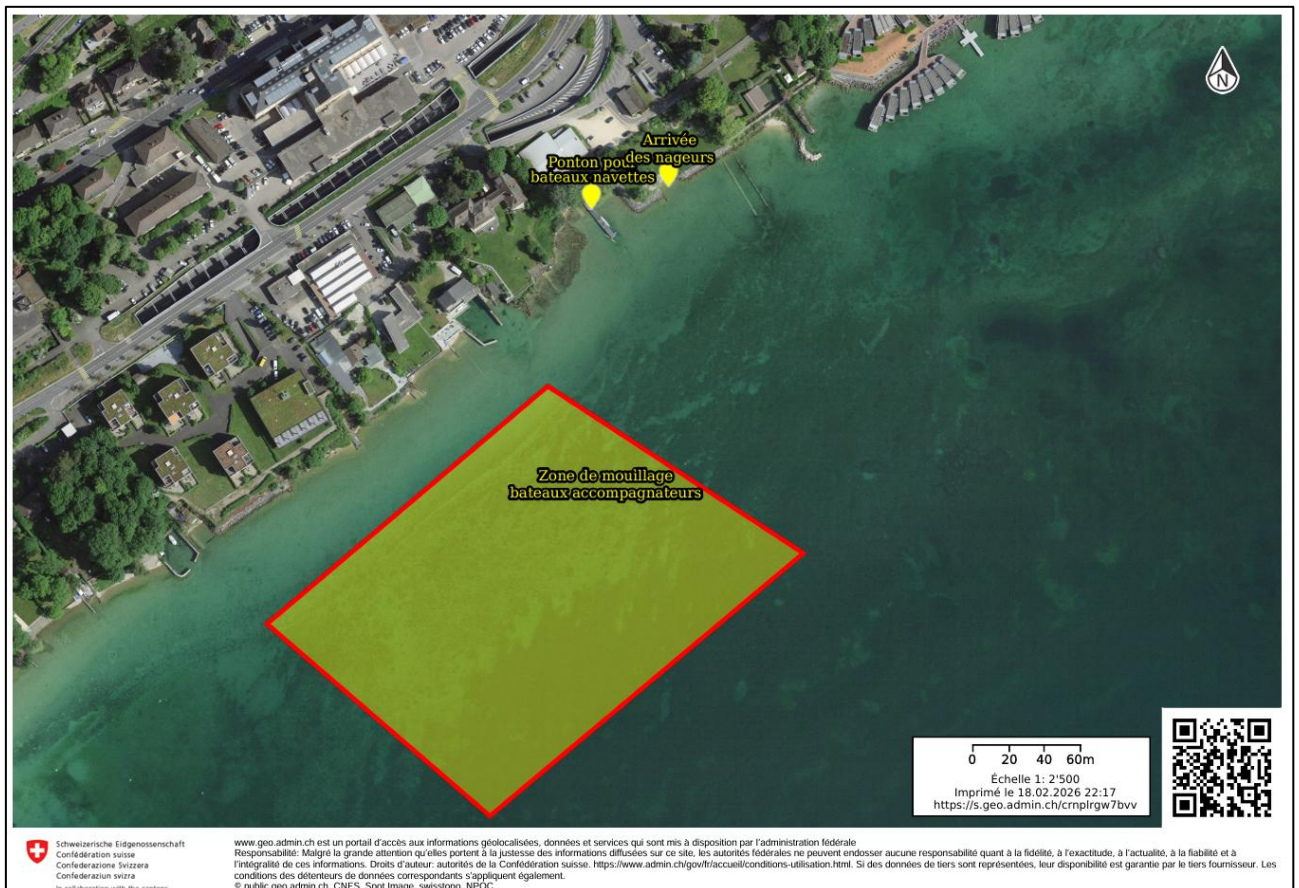 N
Arrivée
des nageurs
Ponton pour
bateaux navettes
Zone de mouillage
bateaux accompagnateurs
0 20 40 60m
Échelle 1: 2'500
Imprimé le 18.02.2026 22:17
https://s.geo.admin.ch/crnplrgw7bvv
Schweizerische Eidgenossenschaft
Confédération suisse
Confederazione Svizzera
Confederaziun svizra
In collaboration with the cantons
www.geo.admin.ch est un portail d'accès aux informations géolocalisées, données et services qui sont mis à disposition par l'administration fédérale
Responsabilité: Malgré la grande attention qu'elles portent à la justesse des informations diffusées sur ce site, les autorités fédérales ne peuvent endosser aucune responsabilité quant à la fidélité, à l'exactitude, à l'actualité, à la fiabilité et à
l'intégralité de ces informations. Droits d'auteur: autorités de la Confédération suisse. https://www.admin.ch/gov/fr/accueil/conditions-utilisation.html. Si des données de tiers sont représentées, leur disponibilité est garantie par le tiers fournisseur. Les
conditions des détenteurs de données correspondants s'appliquent également.
© public.geo.admin.ch, CNES, Spot Image, swisstopo, NPOC